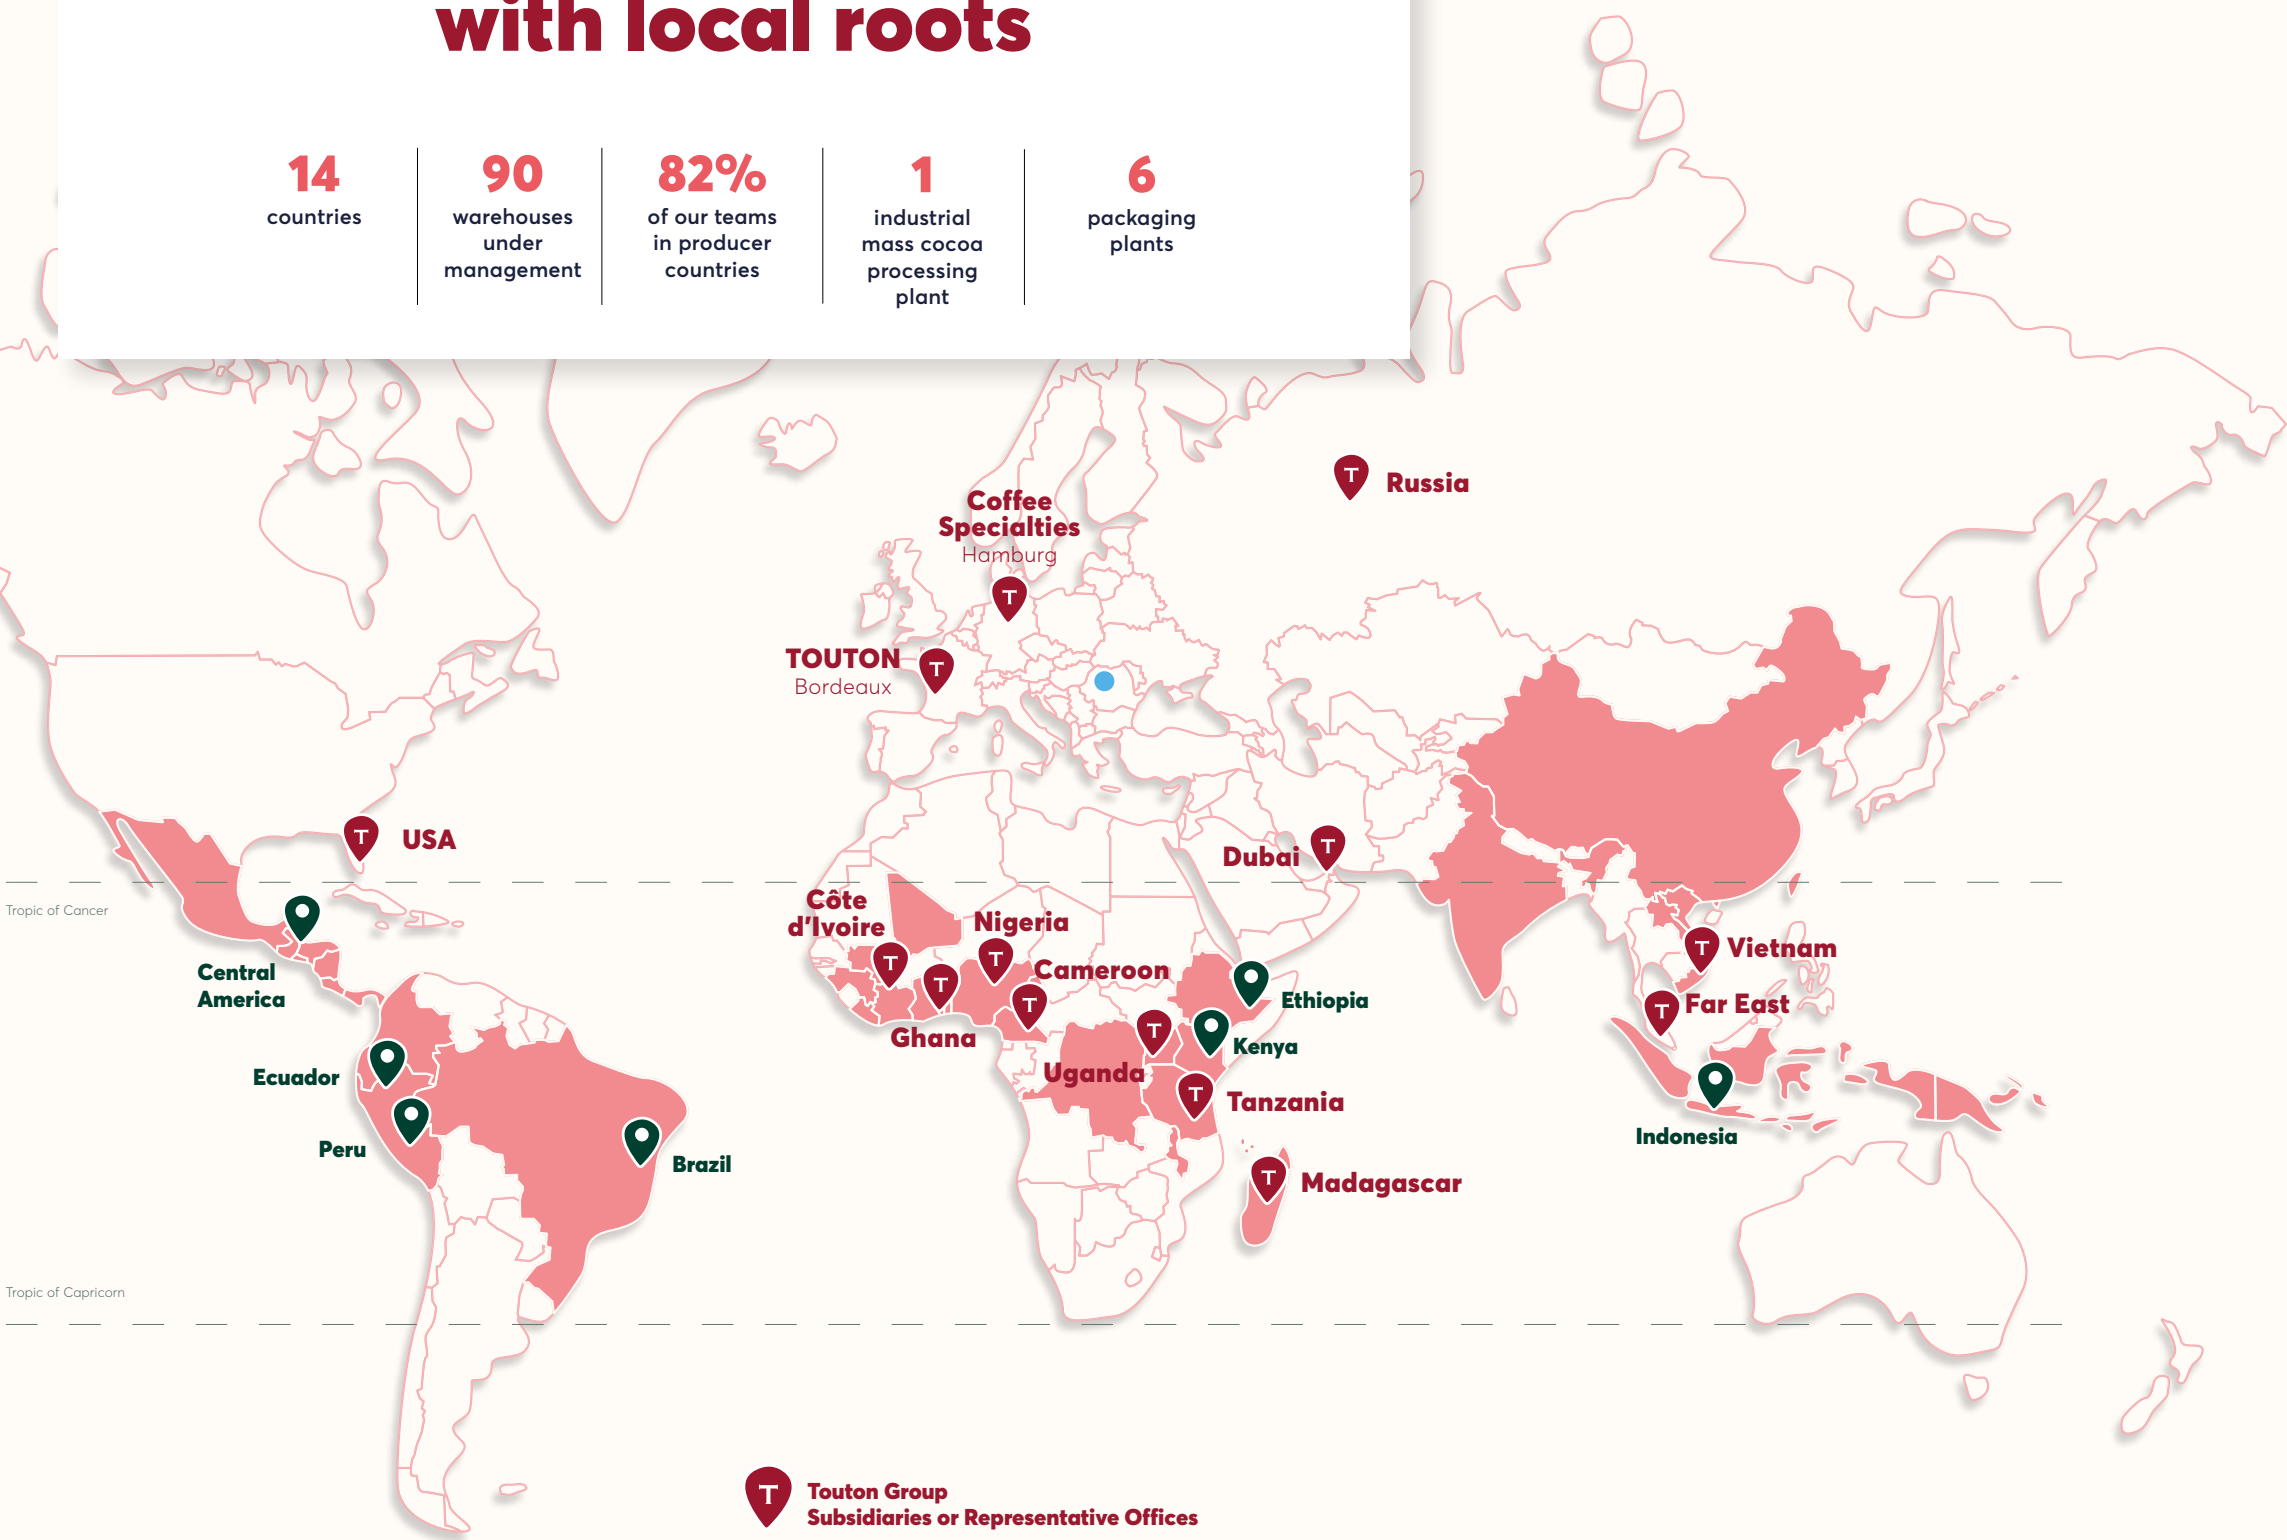 with local roots
14
countries
90
warehouses
under
management
82%
of our teams
in producer
countries
1
industrial
mass cocoa
processing
plant
6
packaging
plants
Russia
Coffee
Specialties
Hamburg
TOUTON
Bordeaux
USA
Dubai
Tropic of Cancer
Côte
d'Ivoire
Nigeria
Cameroon
Vietnam
Central
America
Ethiopia
Far East
Ghana
Kenya
Ecuador
Uganda
Tanzania
Indonesia
Peru
Brazil
Madagascar
Tropic of Capricorn
T Touton Group
Subsidiaries or Representative Offices